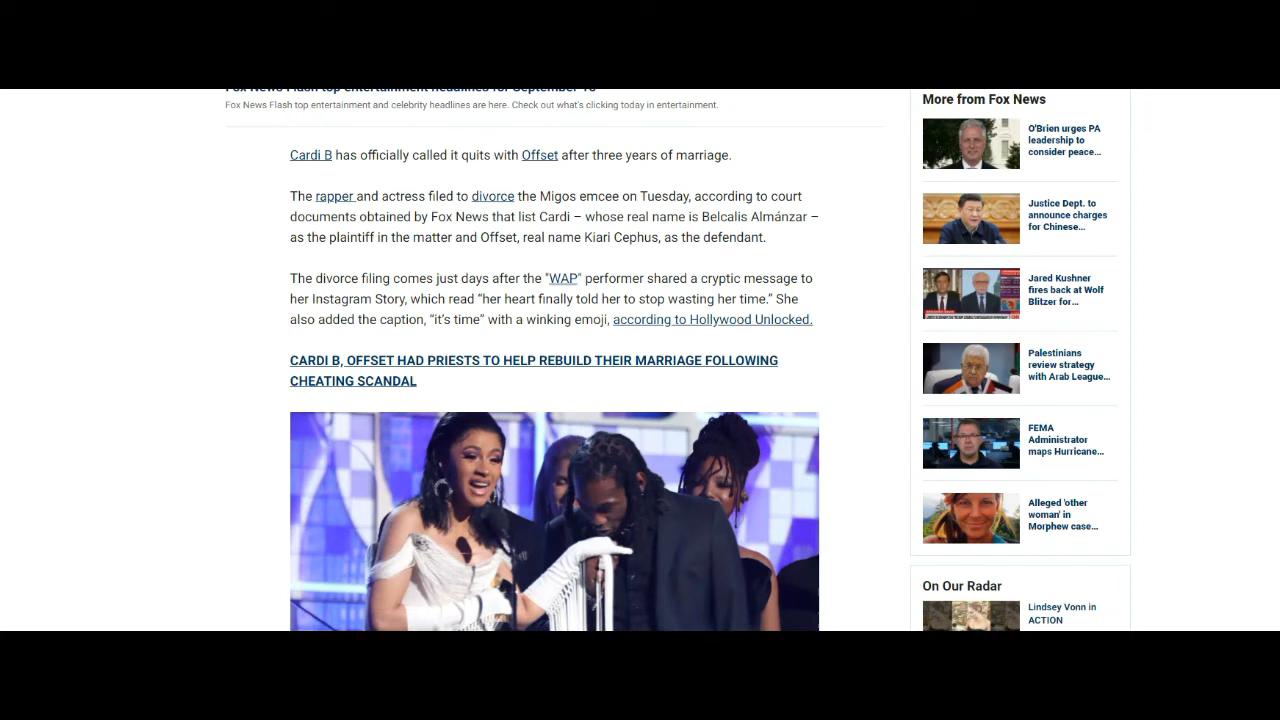 Fox News Flash top entertainment headlines for September 16
Fox News Flash top entertainment and celebrity headlines are here. Check out what's clicking today in entertainment.
Cardi B has officially called it quits with Offset after three years of marriage.
The rapper and actress filed to divorce the Migos emcee on Tuesday, according to court
documents obtained by Fox News that list Cardi – whose real name is Belcalis Almánzar –
as the plaintiff in the matter and Offset, real name Kiari Cephus, as the defendant.
The divorce filing comes just days after the "WAP" performer shared a cryptic message to
her Instagram Story, which read “her heart finally told her to stop wasting her time.” She
added the caption, “it’s time” with a winking emoji, according to Hollywood Unlocked.
CARDI B, OFFSET HAD PRIESTS TO HELP REBUILD THEIR MARRIAGE FOLLOWING
CHEATING SCANDAL
More from Fox News
O'Brien urges PA
leadership to
consider peace...
Justice Dept. to
announce charges
for Chinese...
Jared Kushner
fires back at Wolf
Blitzer for...
Palestinians
review strategy
with Arab League...
FEMA
Administrator
maps Hurricane...
Alleged 'other
woman' in
Morphew case...
On Our Radar
Lindsey Vonn in
ACTION